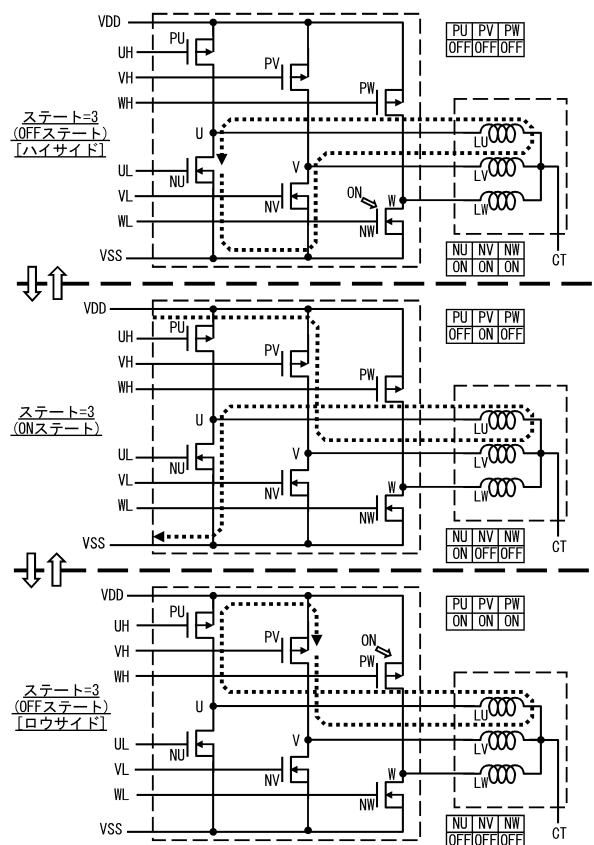 VDD
PU
PU PV PW
OFF OFF OFF
UH
PV
VH
PW
WH
ステート=3
(OFFステート)
[ハイサイド]
U
LU
UL
NU
V
LV
VL
NV
ON
W
LW
WL
NW
NU NV NW
ON ON ON
VSS
CT
VDD
PU
PU PV PW
OFF ON OFF
UH
PV
VH
PW
WH
ステート=3
(ONステート)
U
LU
UL
NU
V
LV
VL
NV
W
LW
WL
NW
NU NV NW
ON OFF OFF
VSS
CT
VDD
PU
PU PV PW
ON ON ON
UH
PV
ON
VH
PW
WH
ステート=3
(OFFステート)
[ロウサイド]
U
LU
UL
NU
V
LV
VL
NV
W
LW
WL
NW
NU NV NW
OFF OFF OFF
VSS
CT